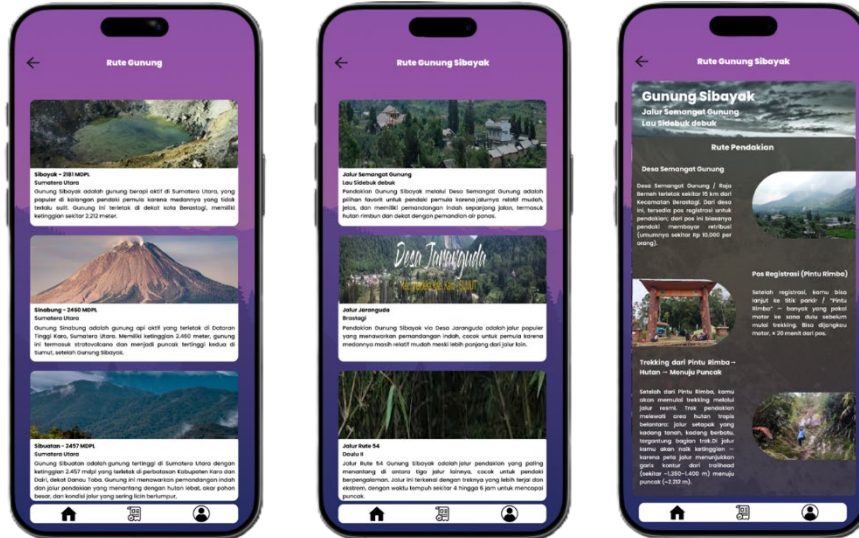 Rute Gunung
Sibayak - 2181 MDPL
Sumatera Utara
Gunung Sibayak adalah gunung berapi aktif di Sumatera Utara, yang
populer di kalangan pendaki pemula karena medannya yang tidak
terlalu sulit. Gunung ini terletak di dekat kota Berastagi, memiliki
ketinggian sekitar 2.212 meter.
Sinabung - 2460 MDPL
Sumatera Utara
Gunung Sinabung adalah gunung api aktif yang terletak di Dataran
Tinggi Karo, Sumatera Utara. Memiliki ketinggian 2.460 meter, gunung
ini termasuk stratovolcano dan menjadi puncak tertinggi kedua di
Sumut, setelah Gunung Sibayak.
Sibuatan - 2457 MDPL
Sumatera Utara
Gunung Sibuatan adalah gunung tertinggi di Sumatera Utara dengan
ketinggian 2.457 mdpl yang terletak di perbatasan Kabupaten Karo dan
Dairi, dekat Danau Toba. Gunung ini menawarkan pemandangan indah
dan jalur pendakian yang menantang dengan hutan lebat, akar pohon
besar, dan kondisi jalur yang sering licin berlumpur.
Rute Gunung Sibayak
Jalur Semangat Gunung
Lau Sidebuk debuk
Pendakian Gunung Sibayak melalui Desa Semangat Gunung adalah
pilihan favorit untuk pendaki pemula karena jalurnya relatif mudah,
jelas, dan memiliki pemandangan indah sepanjang jalan, termasuk
hutan rimbun dan dekat dengan pemandian air panas.
Desa Jaranguda
Jalur Jaranguda
Brastagi
Pendakian Gunung Sibayak via Desa Jaranguda adalah jalur populer
yang menawarkan pemandangan indah, cocok untuk pemula karena
medannya masih relatif mudah meski lebih panjang dari jalur lain.
Jalur Rute 54
Daulu II
Jalur Rute 54 Gunung Sibayak adalah jalur pendakian yang paling
menantang di antara tiga jalur lainnya, cocok untuk pendaki
berpengalaman. Jalur ini terkenal dengan treknya yang lebih terjal dan
ekstrem, dengan waktu tempuh sekitar 4 hingga 6 jam untuk mencapai
puncak.
Rute Gunung Sibayak
Gunung Sibayak
Jalur Semangat Gunung
Lau Sidebuk debuk
Rute Pendakian
Desa Semangat Gunung
Desa Semangat Gunung / Raja
Berneh terletak sekitar 15 km dari
Kecamatan Berastagi. Dari desa
ini, tersedia pos registrasi untuk
pendakian; dari pos ini biasanya
pendaki membayar retribusi
(umumnya sekitar Rp 10.000 per
orang).
Pos Registrasi (Pintu Rimba)
Setelah registrasi, kamu bisa
lanjut ke titik parkir / “Pintu
Rimba” — banyak yang pakai
motor ke sana dulu sebelum
mulai trekking. Bisa dijangkau
motor, ± 20 menit dari pos.
Trekking dari Pintu Rimba→
Hutan → Menuju Puncak
Setelah dari Pintu Rimba, kamu
akan memulai trekking melalui
jalur resmi. Trek pendakian
melewati area hutan tropis
belantara; jalur setapak yang
kadang tanah, kadang berbatu,
tergantung bagian trek.Di jalur
kamu akan naik ketinggian —
karena peta jalur menunjukkan
garis kontur dari trailhead
(sekitar ~1.250–1.400 m) menuju
puncak (~2.212 m).